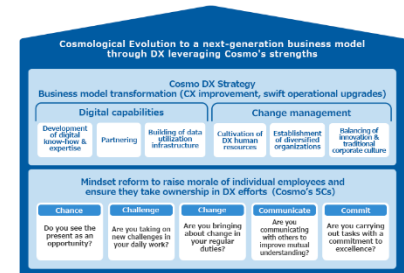 Cosmological Evolution to a next-generation business model
through DX leveraging Cosmo's strengths
Cosmo DX Strategy
Business model transformation (CX improvement, swift operational upgrades)
Digital capabilities
Change management
Development
of digital
know-how &
expertise
Partnering
Building of data
utilization
infrastructure
Cultivation of
DX human
resources
Establishment
of diversified
organizations
Balancing of
innovation &
traditional
corporate culture
Mindset reform to raise morale of individual employees and
ensure they take ownership in DX efforts (Cosmo's 5Cs)
Chance
Do you see the
present as an
opportunity?
Challenge
Are you taking on
new challenges in
your daily work?
Change
Are you bringing
about change in
your regular
duties?
Communicate
Are you
communicating
with others to
improve mutual
understanding?
Commit
Are you carrying
out tasks with a
commitment to
excellence?